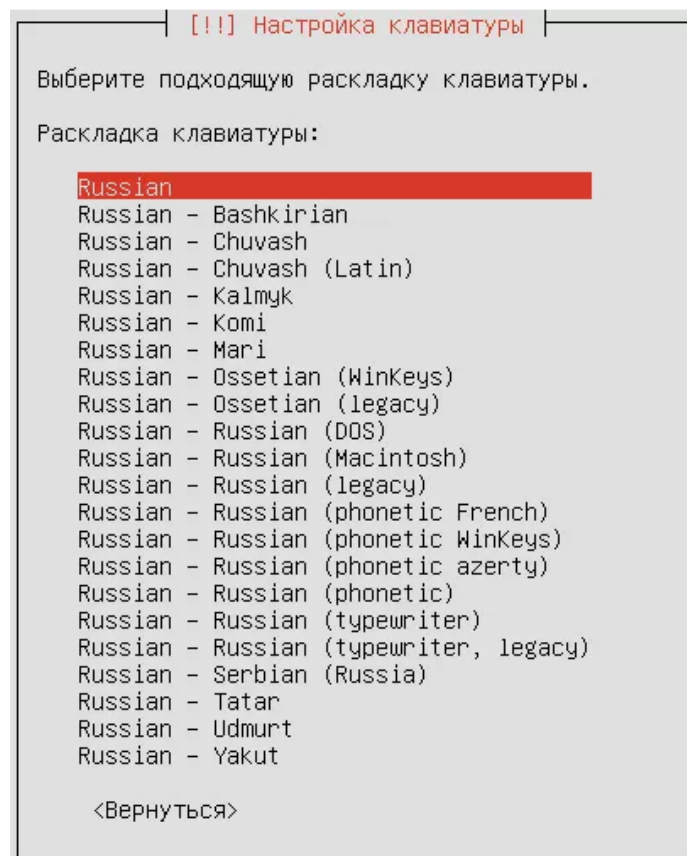 [!!] Настройка клавиатуры
Выберите подходящую раскладку клавиатуры.
Раскладка клавиатуры:
Russian
Russian – Bashkirian
Russian – Chuvash
Russian – Chuvash (Latin)
Russian – Kalmyk
Russian – Komi
Russian – Mari
Russian – Ossetian (WinKeys)
Russian – Ossetian (legacy)
Russian – Russian (DOS)
Russian – Russian (Macintosh)
Russian – Russian (legacy)
Russian – Russian (phonetic French)
Russian – Russian (phonetic WinKeys)
Russian – Russian (phonetic azerty)
Russian – Russian (phonetic)
Russian – Russian (typewriter)
Russian – Russian (typewriter, legacy)
Russian – Serbian (Russia)
Russian – Tatar
Russian – Udmurt
Russian – Yakut
<Вернуться>